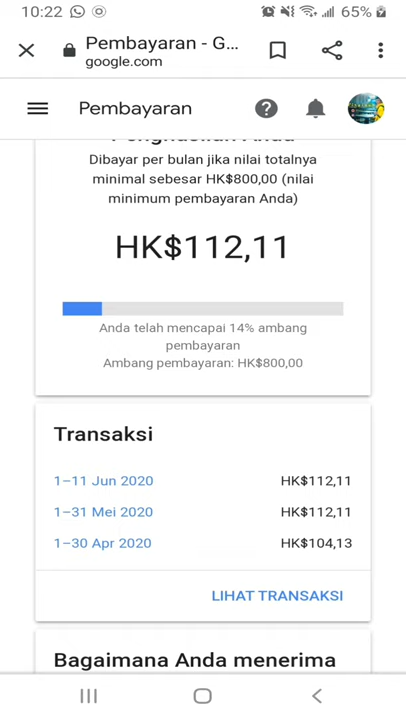 10:22 65%
Pembayaran - G...
google.com
Pembayaran
Penghasilan Anda
Dibayar per bulan jika nilai totalnya
minimal sebesar HK$800,00 (nilai
minimum pembayaran Anda)
HK$112,11
Anda telah mencapai 14% ambang
pembayaran
Ambang pembayaran: HK$800,00
Transaksi
1–11 Jun 2020 HK$112,11
1–31 Mei 2020 HK$112,11
1–30 Apr 2020 HK$104,13
LIHAT TRANSAKSI
Bagaimana Anda menerima